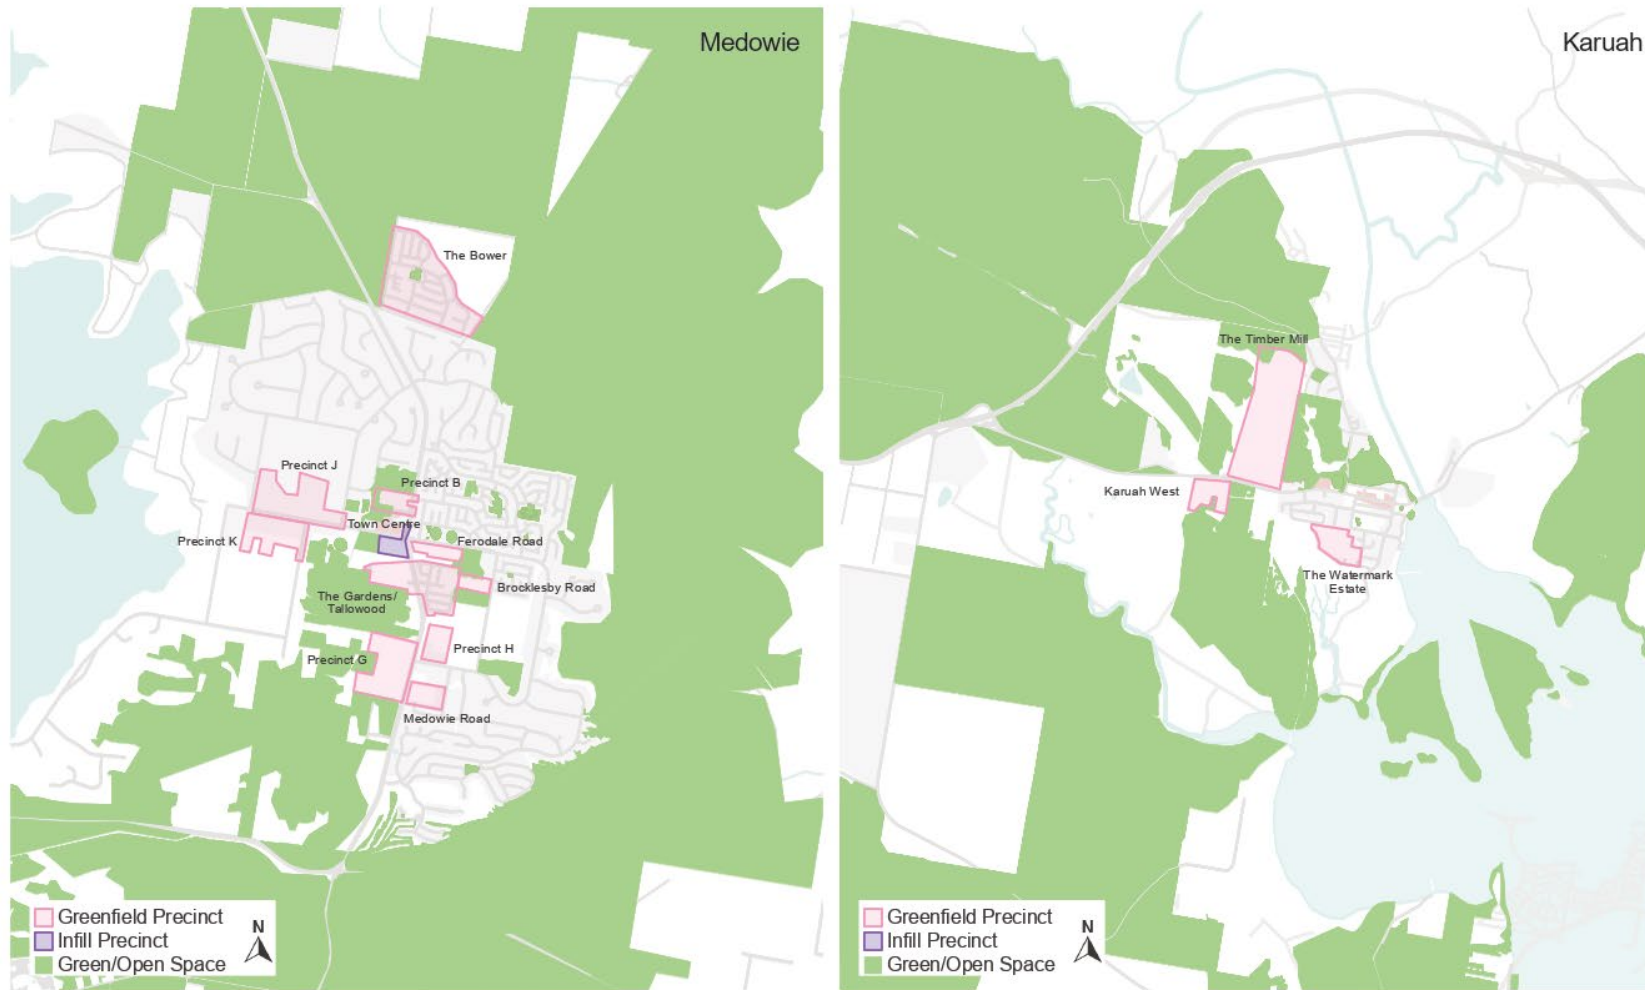 Medowie
The Bower
Precinct J
Precinct B
Town Centre
Precinct K
Ferodale Road
Brocklesby Road
The Gardens/
Tallowood
Precinct H
Precinct G
Medowie Road
Greenfield Precinct
Infill Precinct
Green/Open Space
N
Karuah
The Timber Mill
Karuah West
The Watermark
Estate
Greenfield Precinct
Infill Precinct
Green/Open Space
N